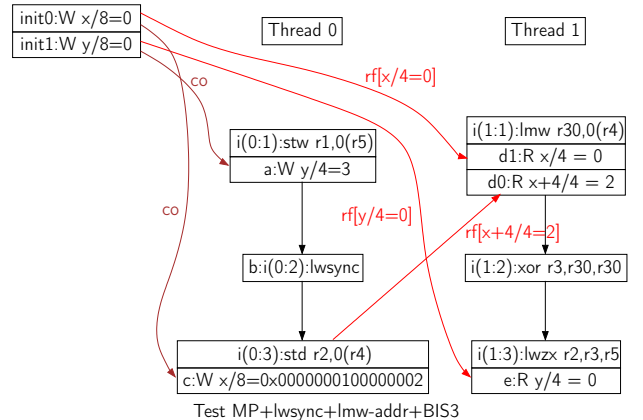 init0:W x/8=0
init1:W y/8=0
Thread 0
Thread 1
co
rf[x/4=0]
i(0:1):stw r1,0(r5)
a:W y/4=3
i(1:1):lmw r30,0(r4)
d1:R x/4 = 0
d0:R x+4/4 = 2
co
rf[y/4=0]
rf[x+4/4=2]
b:i(0:2):lwsync
i(1:2):xor r3,r30,r30
i(0:3):std r2,0(r4)
c:W x/8=0x0000000100000002
i(1:3):lwzx r2,r3,r5
e:R y/4 = 0
Test MP+lwsync+lmw-addr+BIS3